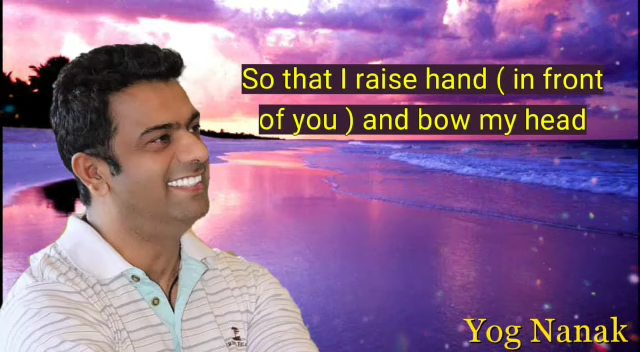 So that I raise hand ( in front
of you ) and bow my head
Yog Nanak